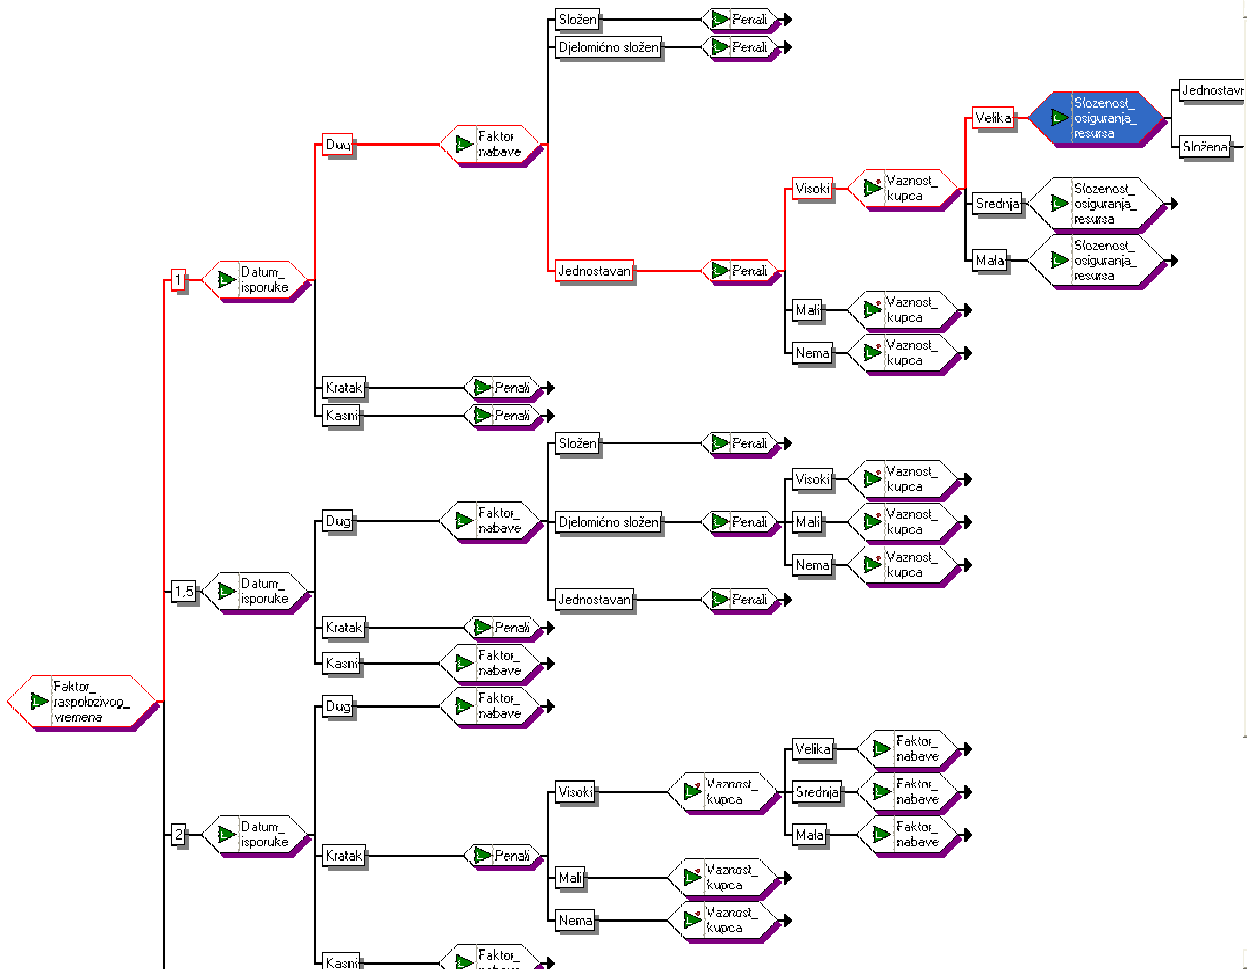 Složen
Penali
Djelomićno složen
Penali
Jednostavn
Velika
Slozenost_
osiguranja_
resursa
Dug
Faktor_
nabave
Složena
Visoki
Vaznost_
kupca
Srednja
Slozenost_
osiguranja_
resursa
Mala
Slozenost_
osiguranja_
resursa
1
Datum_
isporuke
Jednostavan
Penali
Mali
Vaznost_
kupca
Nema
Vaznost_
kupca
Kratak
Penali
Kasni
Penali
Složen
Penali
Visoki
Vaznost_
kupca
Dug
Faktor_
nabave
Djelomićno složen
Penali
Mali
Vaznost_
kupca
Nema
Vaznost_
kupca
1,5
Datum_
isporuke
Jednostavan
Penali
Kratak
Penali
Kasni
Faktor_
nabave
Faktor_
raspolozivog_
vremena
Dug
Faktor_
nabave
Velika
Faktor_
nabave
Visoki
Vaznost_
kupca
Srednja
Faktor_
nabave
Mala
Faktor_
nabave
2
Datum_
isporuke
Kratak
Penali
Mali
Vaznost_
kupca
Nema
Vaznost_
kupca
Kasni
Faktor_
nabave